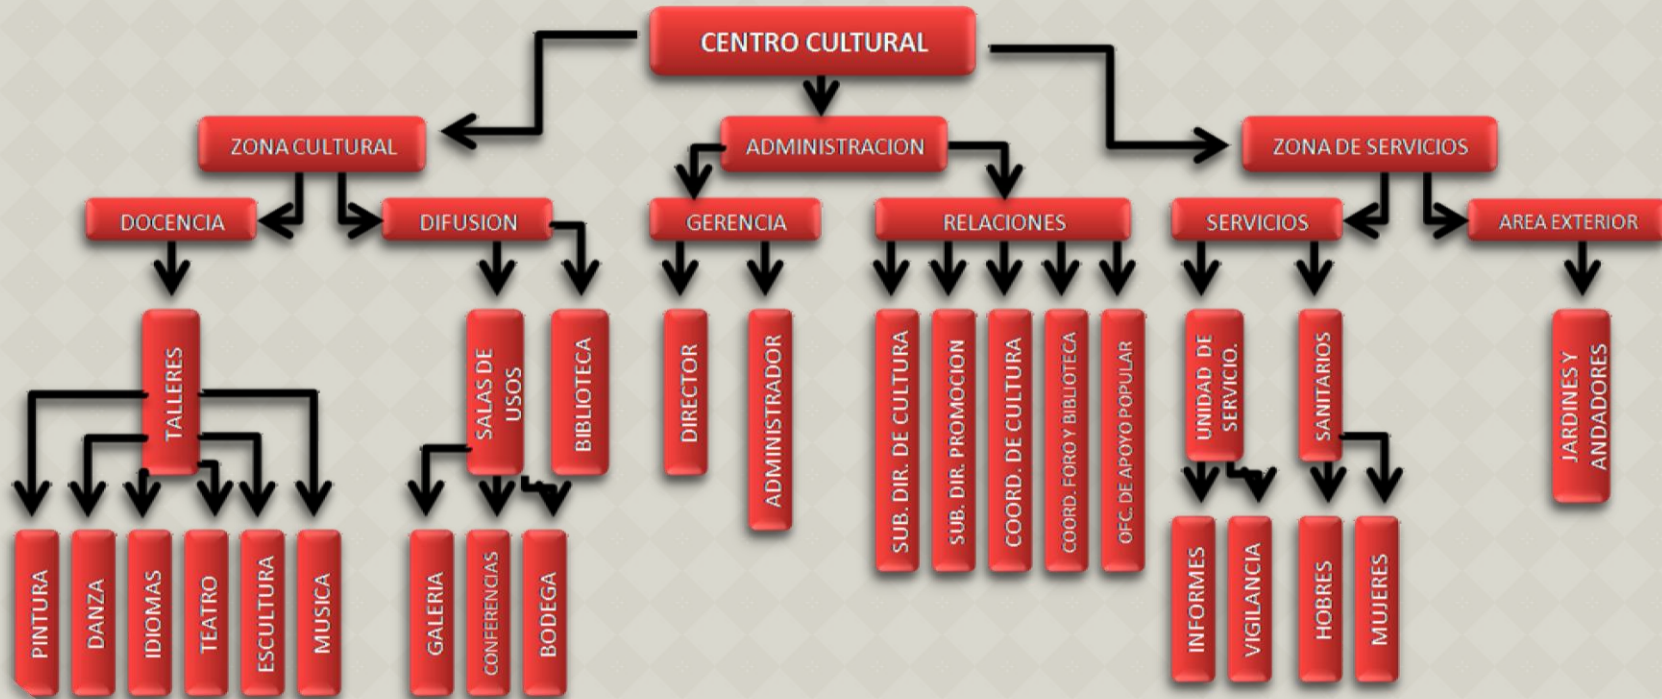 CENTRO CULTURAL
ZONA CULTURAL
ADMINISTRACION
ZONA DE SERVICIOS
DOCENCIA
DIFUSION
GERENCIA
RELACIONES
SERVICIOS
AREA EXTERIOR
TALLERES
SALAS DE
USOS
BIBLIOTECA
DIRECTOR
ADMINISTRADOR
SUB. DIR. DE CULTURA
SUB. DIR. PROMOCION
COORD. DE CULTURA
COORD. FORO Y BIBLIOTECA
OFC. DE APOYO POPULAR
UNIDAD DE
SERVICIO.
SANITARIOS
JARDINES Y
ANDADORES
PINTURA
DANZA
IDIOMAS
TEATRO
ESCULTURA
MUSICA
GALERIA
CONFERENCIAS
BODEGA
INFORMES
VIGILANCIA
HOBRES
MUJERES